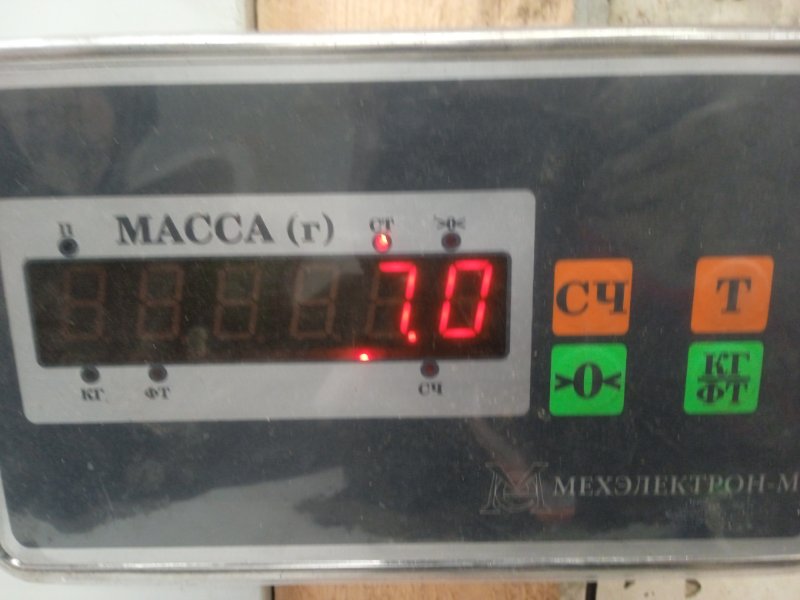 П МАССА (г) СТ >0<
7.0
КГ ФТ СЧ
СЧ Т
>0< КГ
ФТ
МЕХЭЛЕКТРОН-М